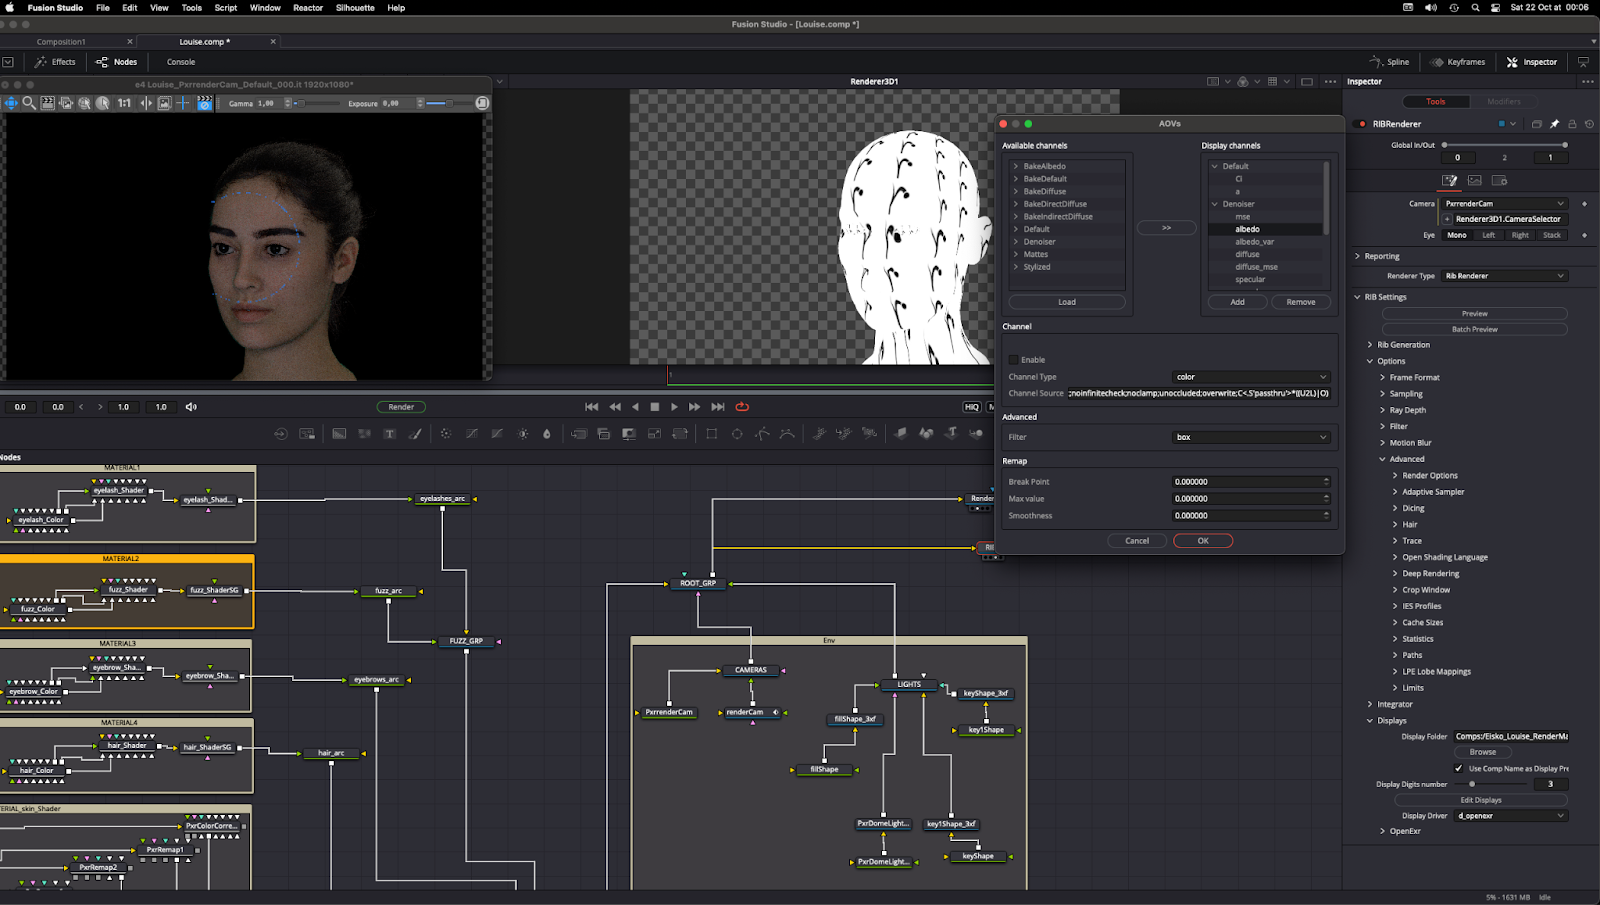 Fusion Studio File Edit View Tools Script Window Reactor Silhouette Help
Sat 22 Oct at 00:06
Fusion Studio - [Louise.comp *]
Composition1
Louise.comp *
Effects
Nodes
Console
Spline
Keyframes
Inspector
e4 Louise_PxrrenderCam_Default_000.it 1920x1080*
1:1
Gamma 1,00
Exposure 0,00
Renderer3D1
AOVs
Available channels
BakeAlbedo
BakeDefault
BakeDiffuse
BakeDirectDiffuse
BakeIndirectDiffuse
Default
Denoiser
Mattes
Stylized
Load
>>
Display channels
Default
Ci
a
Denoiser
mse
albedo
albedo_var
diffuse
diffuse_mse
specular
Add
Remove
Channel
Enable
Channel Type color
Channel Source ;noinfinitecheck;noclamp;unoccluded;overwrite;C<.S'passthru'>*((U2L)|O)
Advanced
Filter box
Remap
Break Point 0.000000
Max value 0.000000
Smoothness 0.000000
Cancel
OK
Inspector
Tools
Modifiers
RIBRenderer
Global In/Out
0 2 1
Camera PxrrenderCam
Renderer3D1.CameraSelector
Eye Mono Left Right Stack
Reporting
Renderer Type Rib Renderer
RIB Settings
Preview
Batch Preview
Rib Generation
Options
Frame Format
Sampling
Ray Depth
Filter
Motion Blur
Advanced
Render Options
Adaptive Sampler
Dicing
Hair
Trace
Open Shading Language
Deep Rendering
Crop Window
IES Profiles
Cache Sizes
Statistics
Paths
LPE Lobe Mappings
Limits
Integrator
Displays
Display Folder Comps:/Eisko_Louise_RenderMa
Browse
Use Comp Name as Display Pre
Display Digits number 3
Edit Displays
Display Driver d_openexr
OpenExr
1
0.0 0.0 1.0 1.0
Render
HiQ
Nodes
MATERIAL1
eyelash_Shader
eyelash_Shad...
eyelash_Color
eyelashes_arc
MATERIAL2
fuzz_Shader
fuzz_ShaderSG
fuzz_Color
fuzz_arc
FUZZ_GRP
MATERIAL3
eyebrow_Sha...
eyebrow_Sha...
eyebrow_Color
eyebrows_arc
MATERIAL4
hair_Shader
hair_ShaderSG
hair_Color
hair_arc
PxrColorCorre...
PxrRemap1
PxrRemap2
Render
RIB
ROOT_GRP
Env
CAMERAS
PxrrenderCam
renderCam
LIGHTS
keyShape_3xf
fillShape_3xf
key1Shape
fillShape
PxrDomeLight...
key1Shape_3xf
PxrDomeLight...
keyShape
5% - 1631 MB Idle